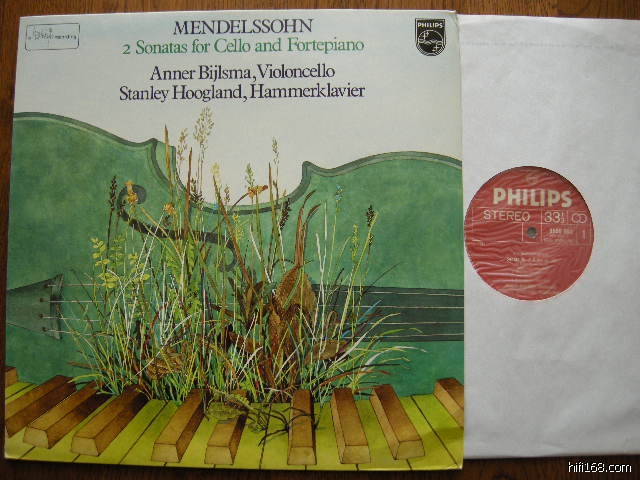 MENDELSSOHN
2 Sonatas for Cello and Fortepiano
Anner Bijlsma, Violoncello
Stanley Hoogland, Hammerklavier
PHILIPS
PHILIPS
STEREO 33⅓
1
hifi168.com